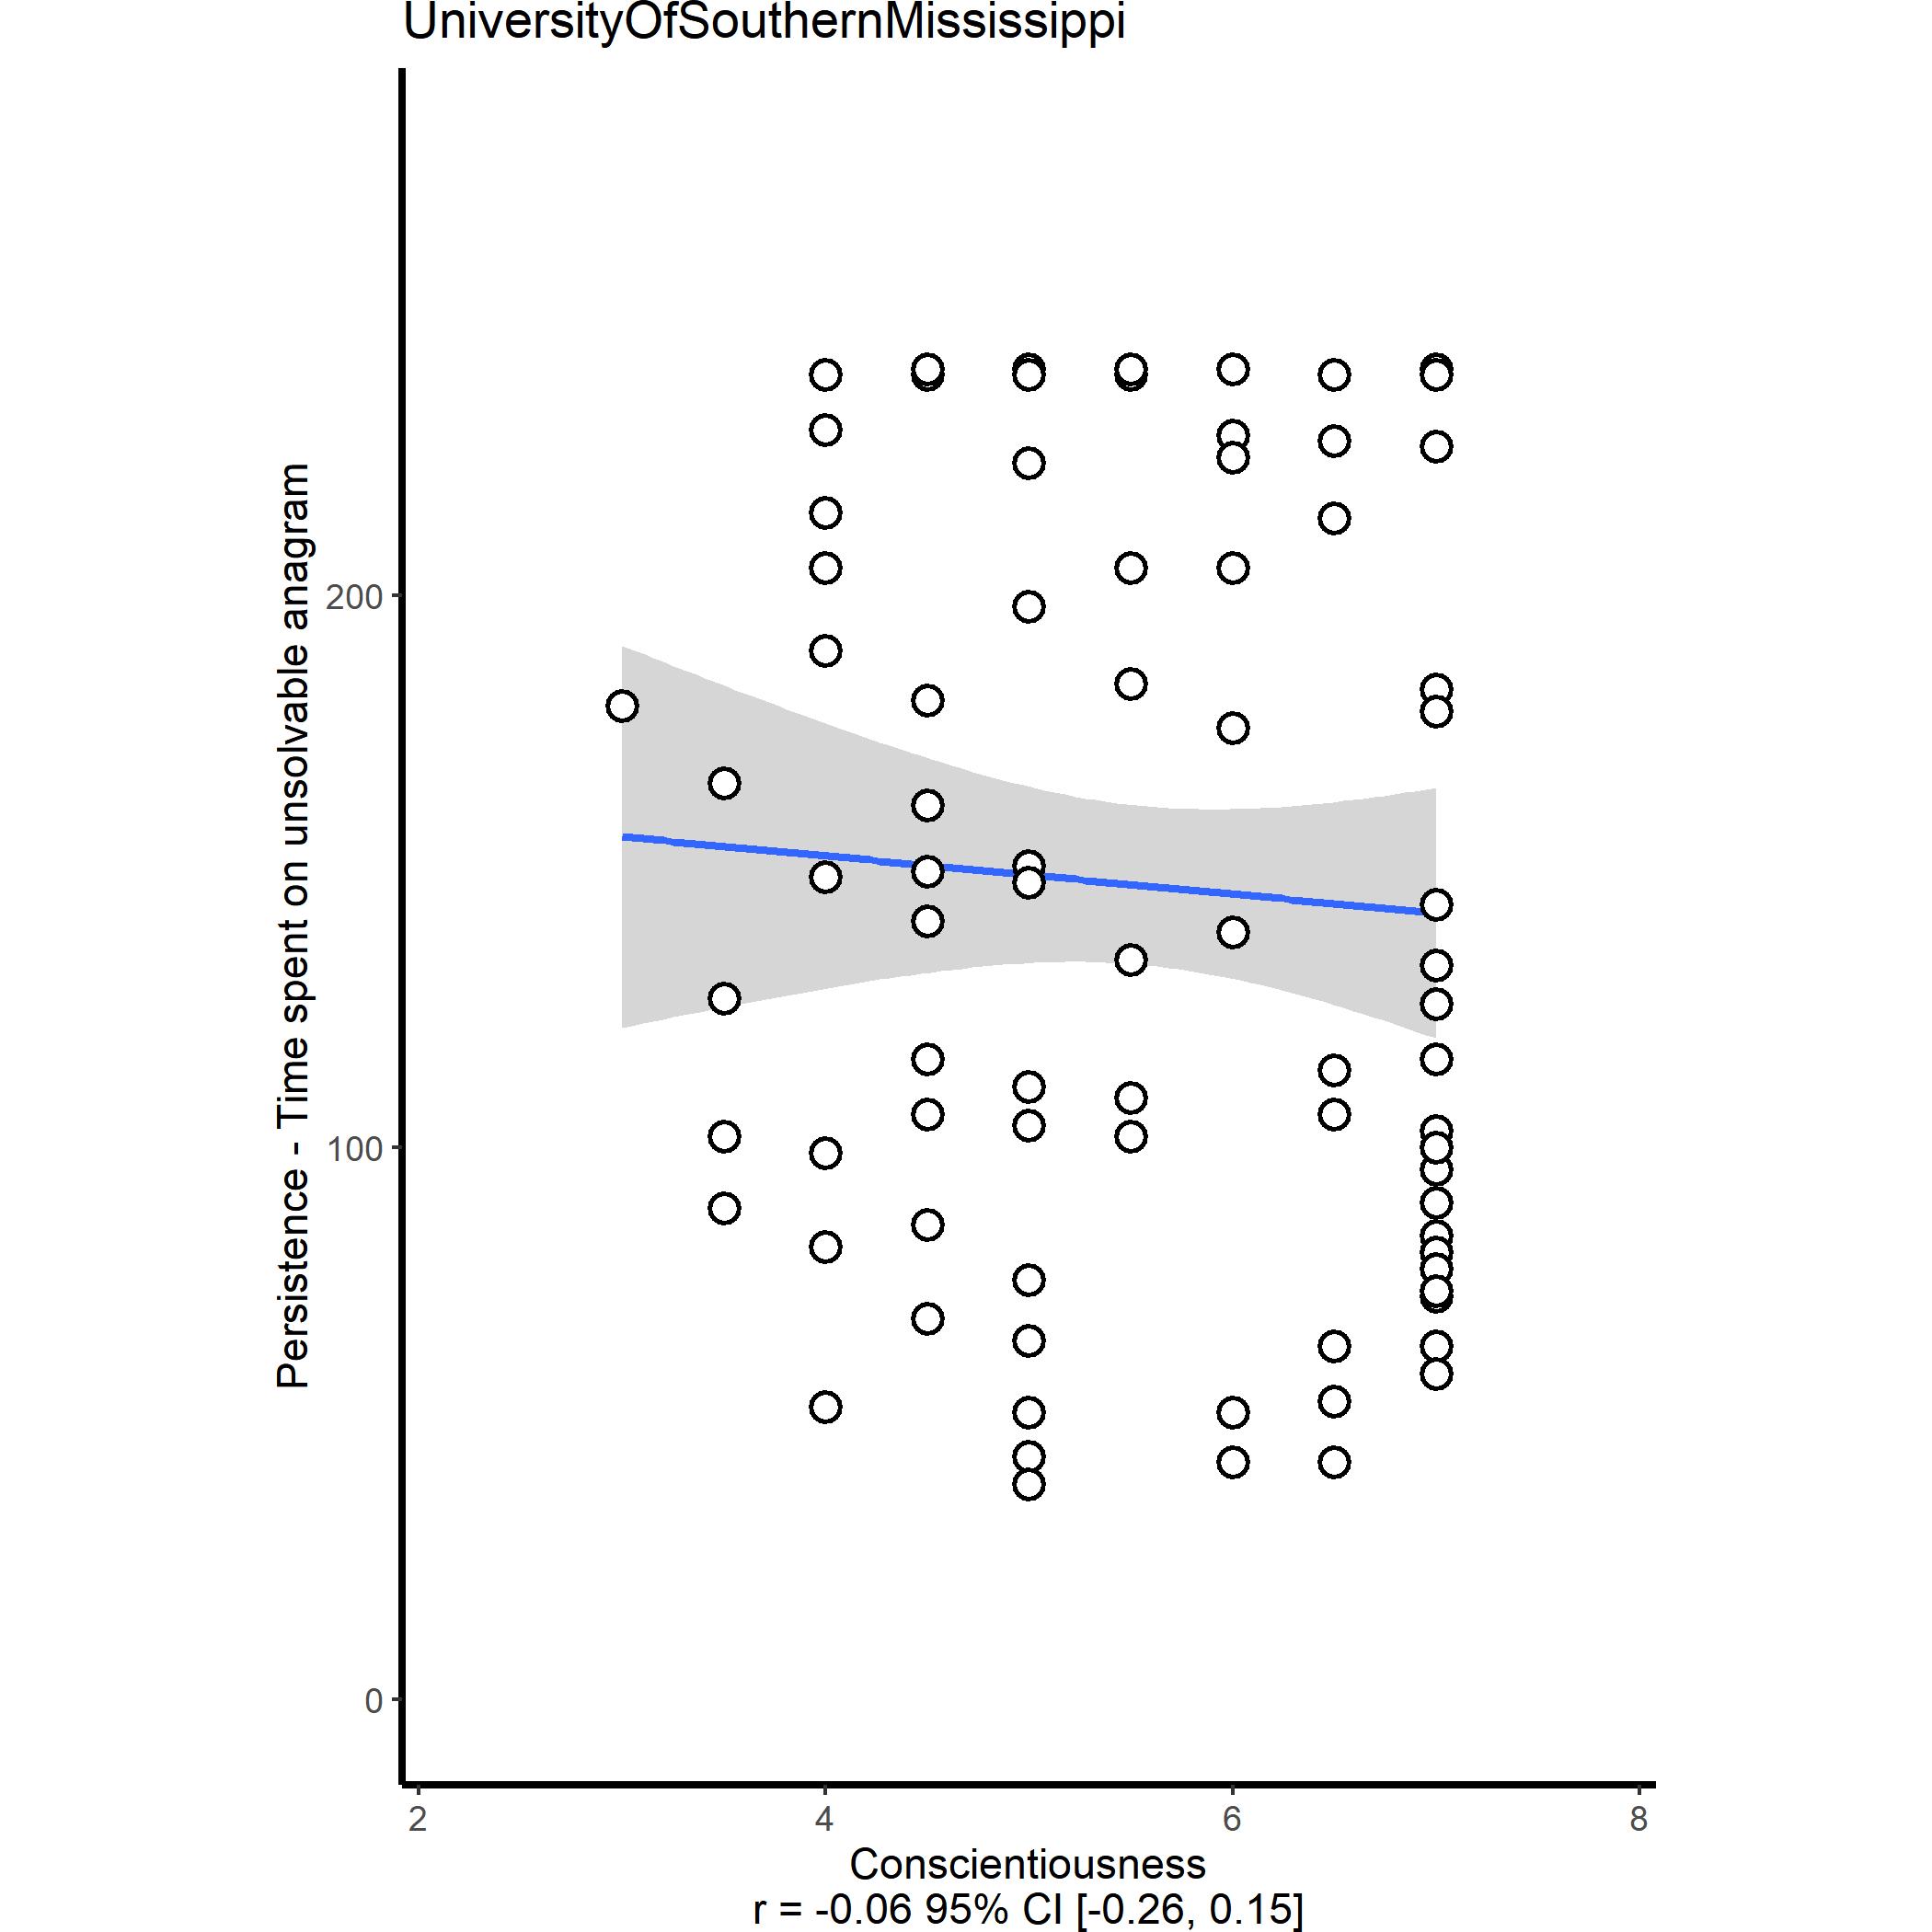 UniversityOfSouthernMississippi
Persistence - Time spent on unsolvable anagram
200
100
0
2 4 6 8
Conscientiousness
r = -0.06 95% CI [-0.26, 0.15]